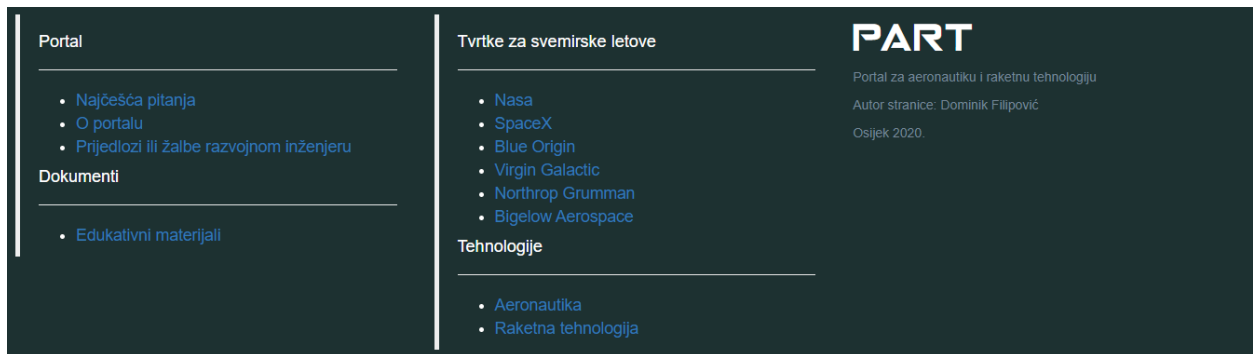 Portal
Najčešća pitanja
O portalu
Prijedlozi ili žalbe razvojnom inženjeru
Dokumenti
Edukativni materijali
Tvrtke za svemirske letove
Nasa
SpaceX
Blue Origin
Virgin Galactic
Northrop Grumman
Bigelow Aerospace
Tehnologije
Aeronautika
Raketna tehnologija
PART
Portal za aeronautiku i raketnu tehnologiju
Autor stranice: Dominik Filipović
Osijek 2020.